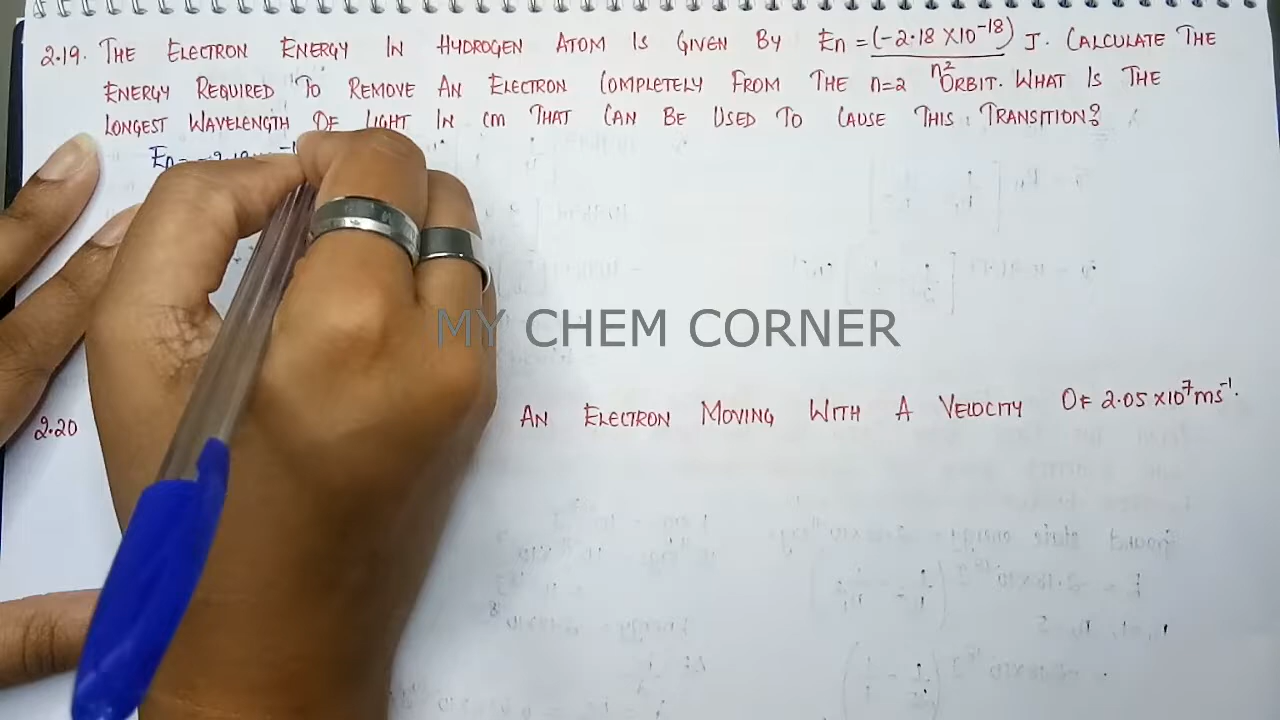 2.19. THE ELECTRON ENERGY IN HYDROGEN ATOM IS GIVEN BY En = (-2.18 X10⁻¹⁸)/n² J. CALCULATE THE
ENERGY REQUIRED TO REMOVE AN ELECTRON COMPLETELY FROM THE n=2 ORBIT. WHAT IS THE
LONGEST WAVELENGTH OF LIGHT IN cm THAT CAN BE USED TO CAUSE THIS TRANSITION?
En = -2.18
MY CHEM CORNER
2.20 AN ELECTRON MOVING WITH A VELOCITY OF 2.05 x10⁷ms⁻¹.